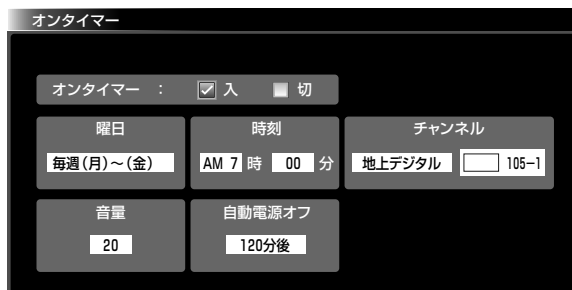 オンタイマー
オンタイマー ： 入 切
曜日 時刻 チャンネル
毎週(月)～(金) AM 7 時 00 分 地上デジタル 105-1
音量 自動電源オフ
20 120分後